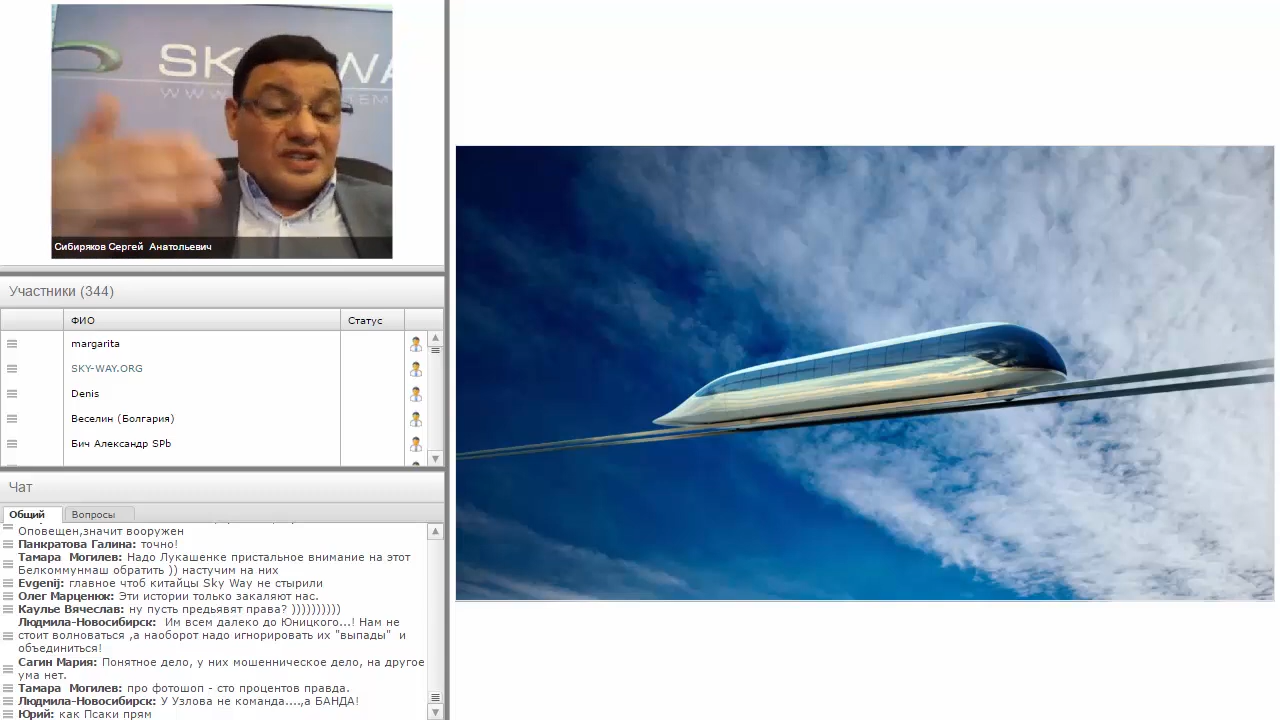 SK WA
WWW TEM
Сибиряков Сергей Анатольевич
Участники (344)
ФИО Статус
margarita
SKY-WAY.ORG
Denis
Веселин (Болгария)
Бич Александр SPb
Чат
Общий Вопросы
Оповещен,значит вооружен
Панкратова Галина: точно!
Тамара Могилев: Надо Лукашенке пристальное внимание на этот
Белкоммунмаш обратить )) настучим на них
Evgenij: главное чтоб китайцы Sky Way не стырили
Олег Марценюк: Эти истории только закаляют нас.
Каулье Вячеслав: ну пусть предьявят права? ))))))))))
Людмила-Новосибирск: Им всем далеко до Юницкого...! Нам не
стоит волноваться ,а наоборот надо игнорировать их "выпады" и
объединиться!
Сагин Мария: Понятное дело, у них мошенническое дело, на другое
ума нет.
Тамара Могилев: про фотошоп - сто процентов правда.
Людмила-Новосибирск: У Узлова не команда....,а БАНДА!
Юрий: как Псаки прям